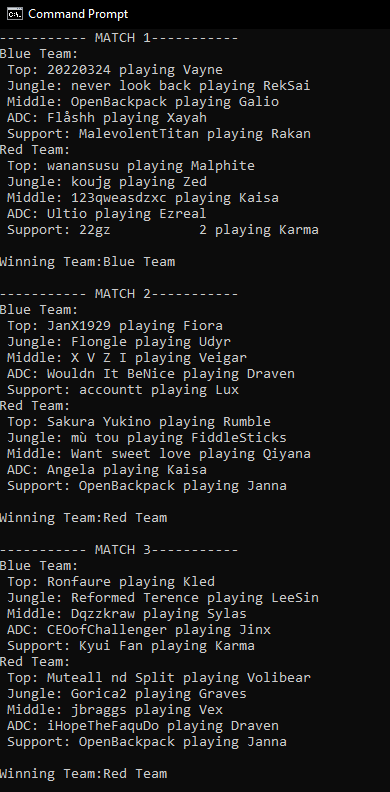 Command Prompt
----------- MATCH 1-----------
Blue Team:
Top: 20220324 playing Vayne
Jungle: never look back playing RekSai
Middle: OpenBackpack playing Galio
ADC: Flåshh playing Xayah
Support: MalevolentTitan playing Rakan
Red Team:
Top: wanansusu playing Malphite
Jungle: koujg playing Zed
Middle: 123qweasdzxc playing Kaisa
ADC: Ultio playing Ezreal
Support: 22gz           2 playing Karma
Winning Team:Blue Team
----------- MATCH 2-----------
Blue Team:
Top: JanX1929 playing Fiora
Jungle: Flongle playing Udyr
Middle: X V Z I playing Veigar
ADC: Wouldn It BeNice playing Draven
Support: accountt playing Lux
Red Team:
Top: Sakura Yukino playing Rumble
Jungle: mù tou playing FiddleSticks
Middle: Want sweet love playing Qiyana
ADC: Angela playing Kaisa
Support: OpenBackpack playing Janna
Winning Team:Red Team
----------- MATCH 3-----------
Blue Team:
Top: Ronfaure playing Kled
Jungle: Reformed Terence playing LeeSin
Middle: Dqzzkraw playing Sylas
ADC: CEOofChallenger playing Jinx
Support: Kyui Fan playing Karma
Red Team:
Top: Muteall nd Split playing Volibear
Jungle: Gorica2 playing Graves
Middle: jbraggs playing Vex
ADC: iHopeTheFaquDo playing Draven
Support: OpenBackpack playing Janna
Winning Team:Red Team